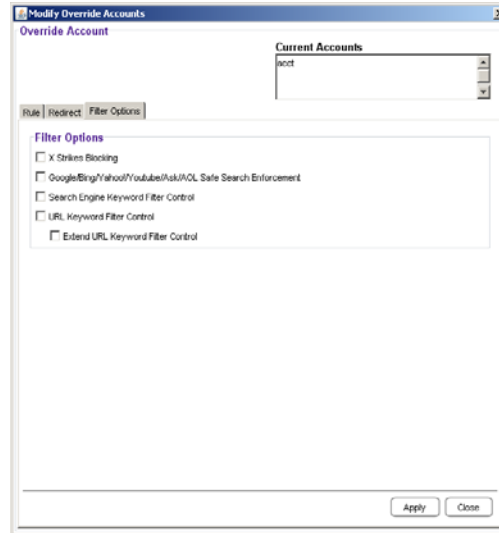 Modify Override Accounts
Override Account
Current Accounts
acct
Rule Redirect Filter Options
Filter Options
X Strikes Blocking
Google/Bing/Yahoo!/Youtube/Ask/AOL Safe Search Enforcement
Search Engine Keyword Filter Control
URL Keyword Filter Control
Extend URL Keyword Filter Control
Apply Close